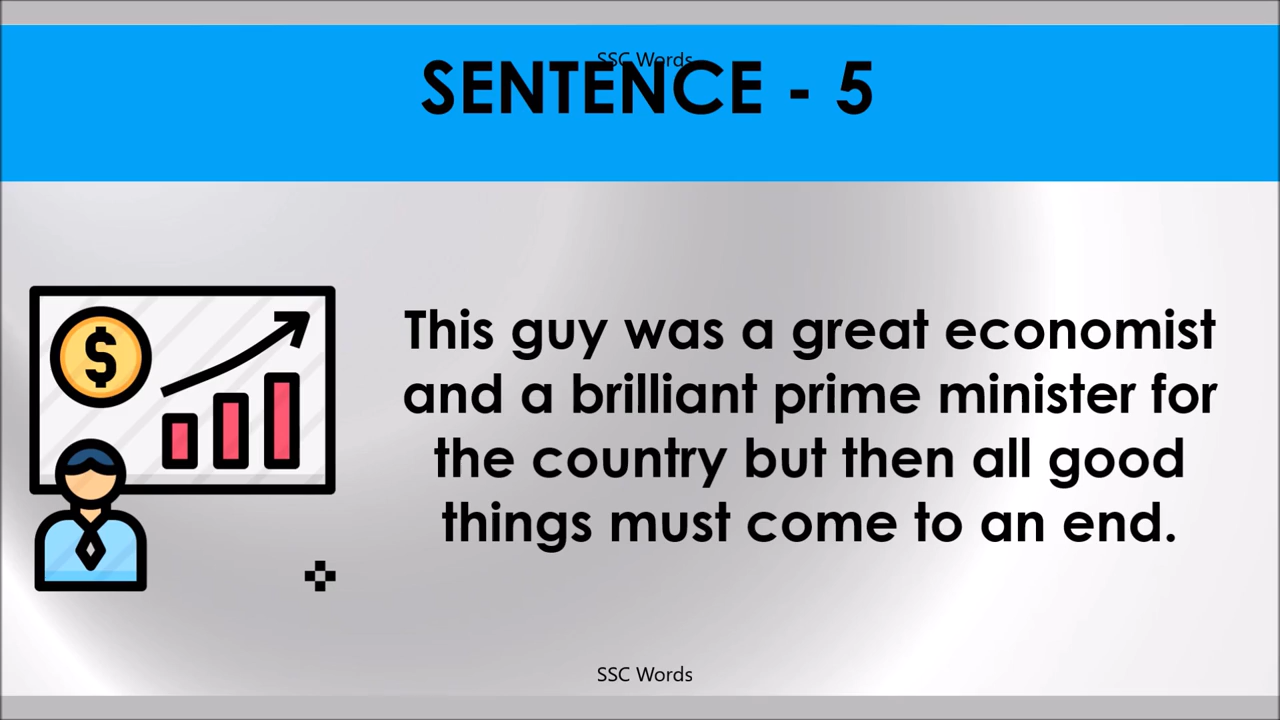 SSC Words
SENTENCE - 5
$
This guy was a great economist
and a brilliant prime minister for
the country but then all good
things must come to an end.
SSC Words